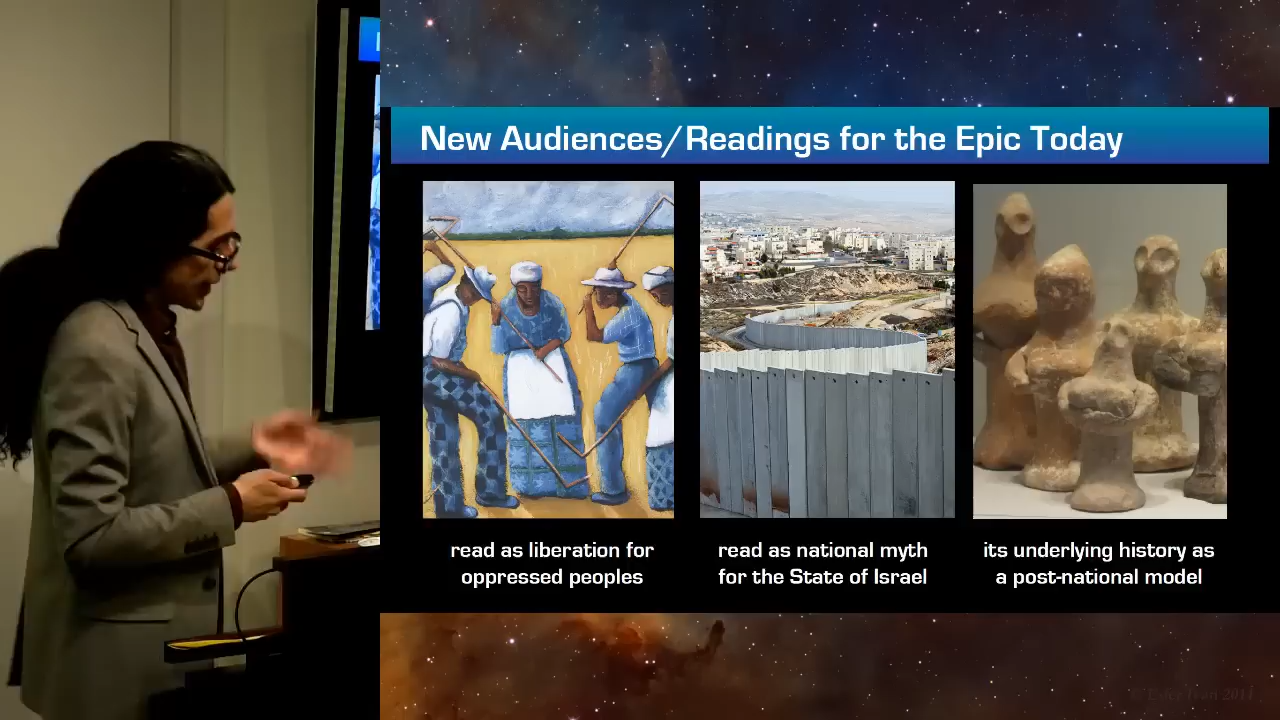 New Audiences/Readings for the Epic Today
read as liberation for
oppressed peoples
read as national myth
for the State of Israel
its underlying history as
a post-national model